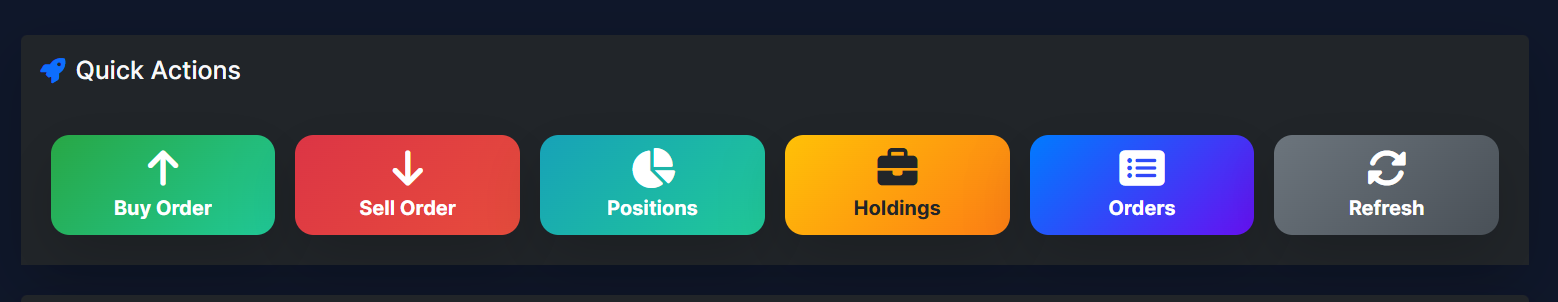 Quick Actions
Buy Order
Sell Order
Positions
Holdings
Orders
Refresh